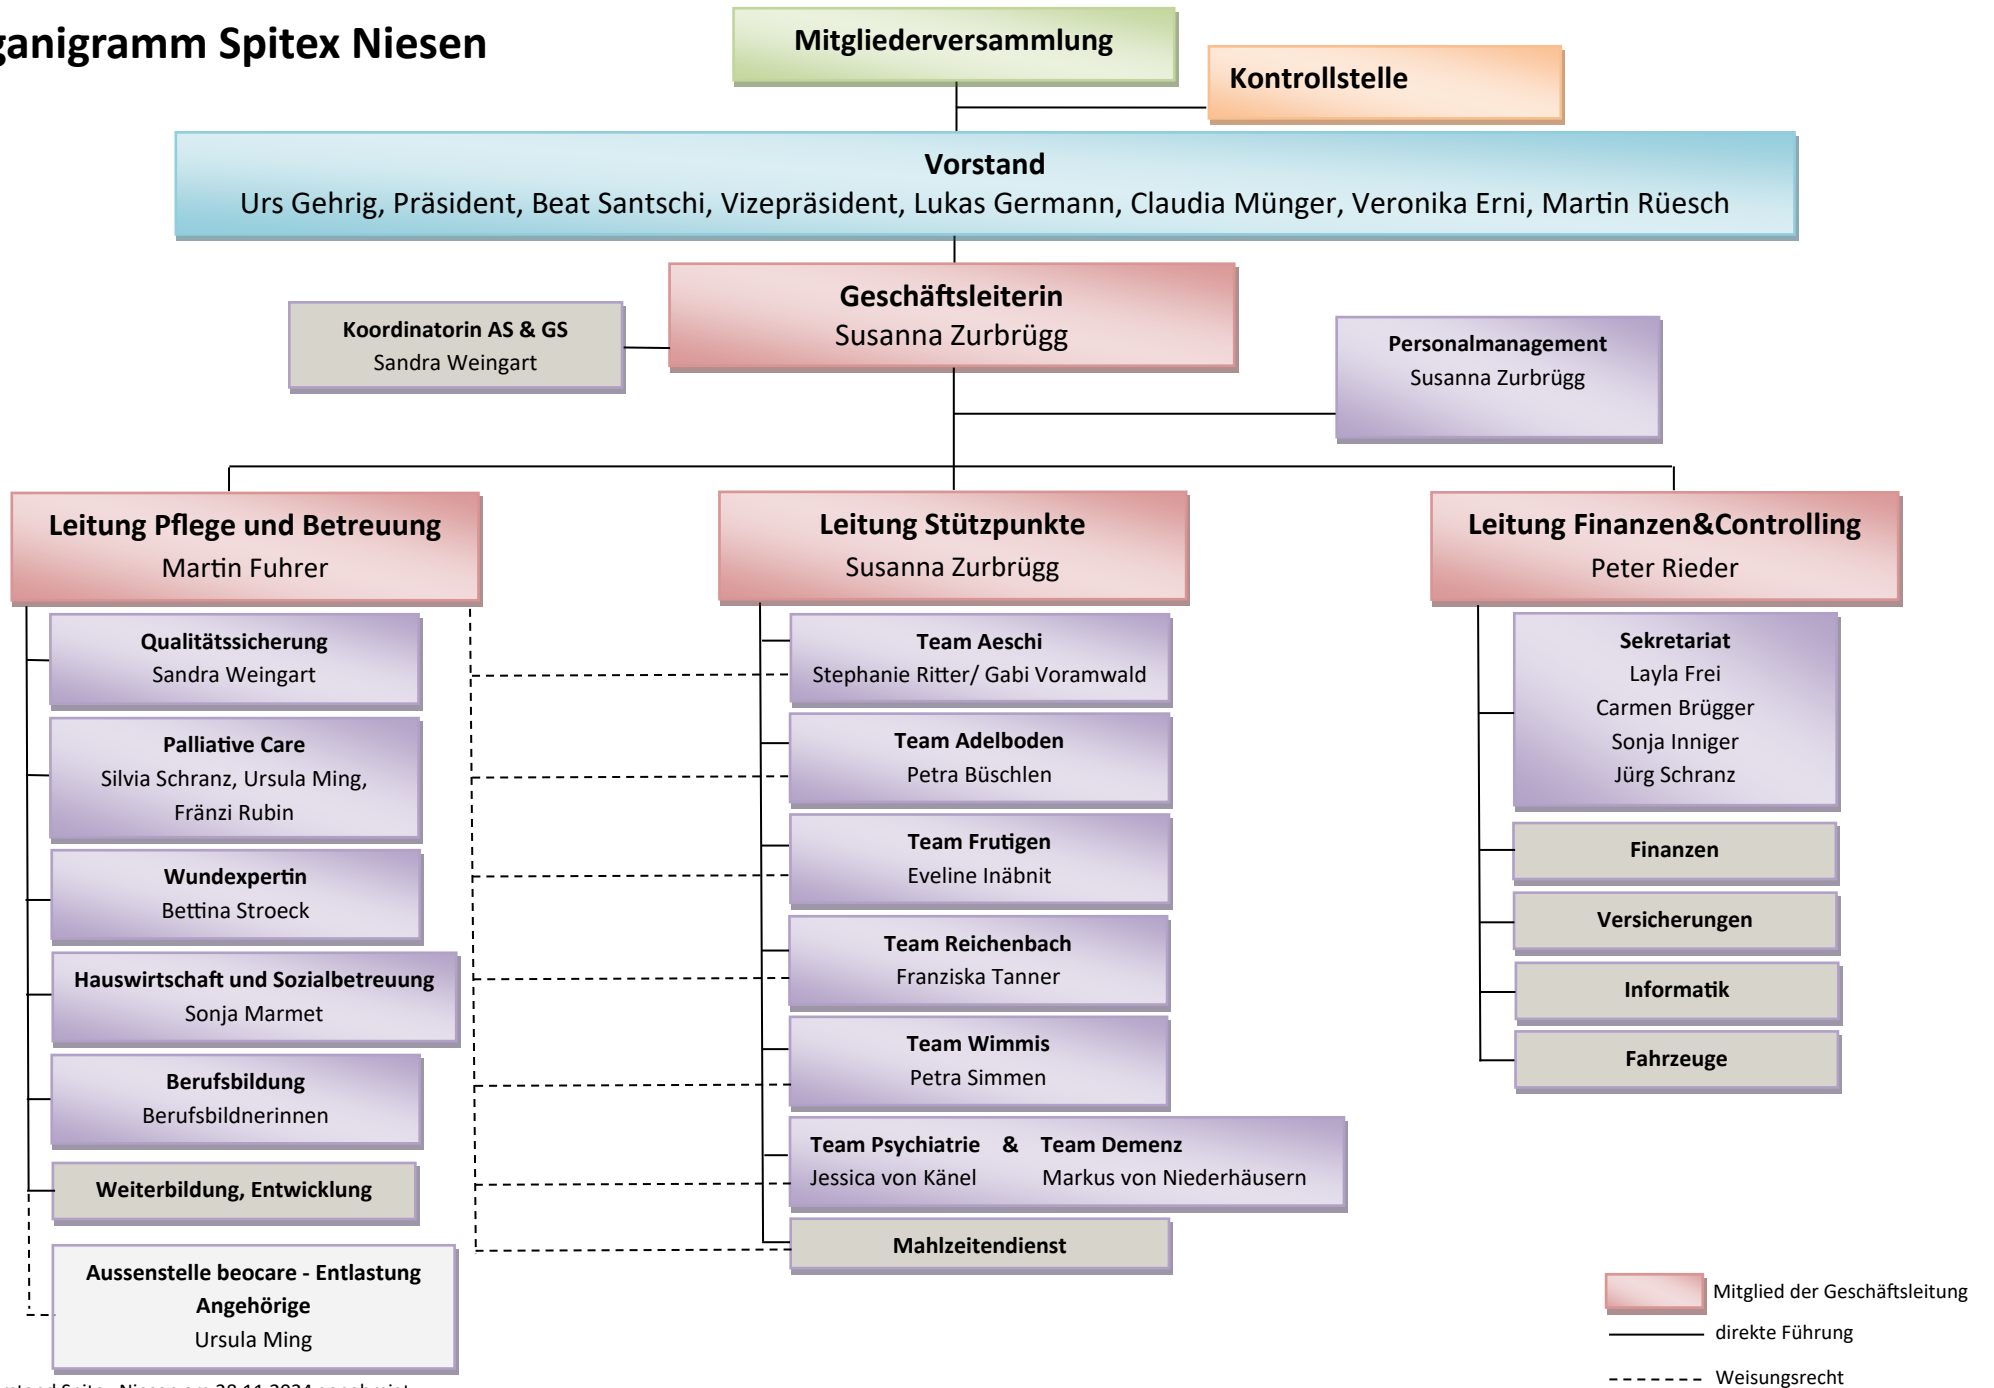 ganigramm Spitex Niesen
Mitgliederversammlung
Kontrollstelle
Vorstand
Urs Gehrig, Präsident, Beat Santschi, Vizepräsident, Lukas Germann, Claudia Münger, Veronika Erni, Martin Rüesch
Geschäftsleiterin
Susanna Zurbrügg
Koordinatorin AS & GS
Sandra Weingart
Personalmanagement
Susanna Zurbrügg
Leitung Pflege und Betreuung
Martin Fuhrer
Qualitätssicherung
Sandra Weingart
Palliative Care
Silvia Schranz, Ursula Ming,
Fränzi Rubin
Wundexpertin
Bettina Stroeck
Hauswirtschaft und Sozialbetreuung
Sonja Marmet
Berufsbildung
Berufsbildnerinnen
Weiterbildung, Entwicklung
Aussenstelle beocare - Entlastung
Angehörige
Ursula Ming
Leitung Stützpunkte
Susanna Zurbrügg
Team Aeschi
Stephanie Ritter/ Gabi Voramwald
Team Adelboden
Petra Büschlen
Team Frutigen
Eveline Inäbnit
Team Reichenbach
Franziska Tanner
Team Wimmis
Petra Simmen
Team Psychiatrie & Team Demenz
Jessica von Känel Markus von Niederhäusern
Mahlzeitendienst
Leitung Finanzen&Controlling
Peter Rieder
Sekretariat
Layla Frei
Carmen Brügger
Sonja Inniger
Jürg Schranz
Finanzen
Versicherungen
Informatik
Fahrzeuge
Mitglied der Geschäftsleitung
direkte Führung
Weisungsrecht